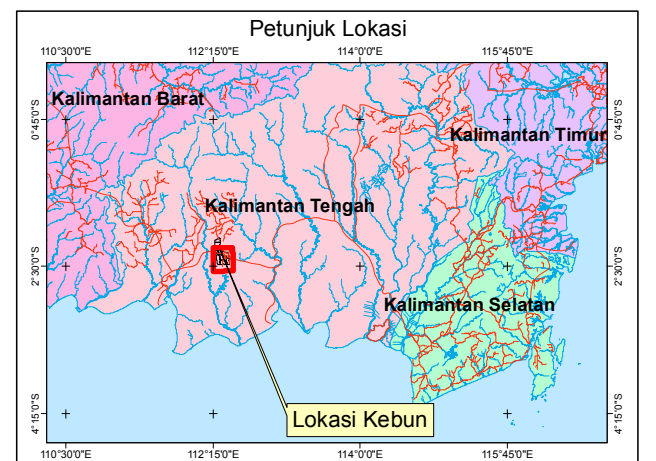 Petunjuk Lokasi
110°30'0"E 112°15'0"E 114°0'0"E 115°45'0"E
0°45'0"S 0°45'0"S
Kalimantan Barat
Kalimantan Timur
Kalimantan Tengah
2°30'0"S 2°30'0"S
Kalimantan Selatan
4°15'0"S 4°15'0"S
Lokasi Kebun
110°30'0"E 112°15'0"E 114°0'0"E 115°45'0"E